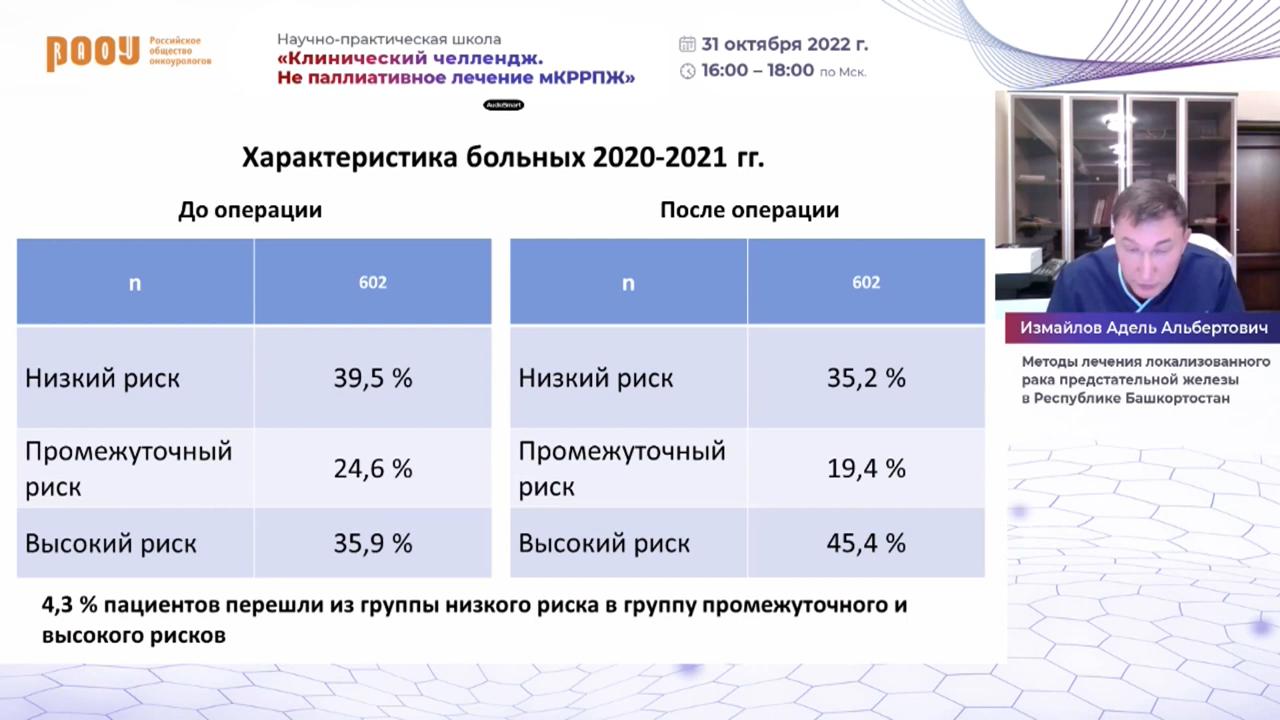 РАОУ
Российское
общество
онкоурологов
Научно-практическая школа
«Клинический челлендж.
Не паллиативное лечение мКРРПЖ»
31 октября 2022 г.
16:00 – 18:00 по Мск.
AudioSmart
Характеристика больных 2020-2021 гг.
До операции
n 602
Низкий риск 39,5 %
Промежуточный
риск 24,6 %
Высокий риск 35,9 %
После операции
n 602
Низкий риск 35,2 %
Промежуточный
риск 19,4 %
Высокий риск 45,4 %
4,3 % пациентов перешли из группы низкого риска в группу промежуточного и
высокого рисков
Измайлов Адель Альбертович
Методы лечения локализованного
рака предстательной железы
в Республике Башкортостан